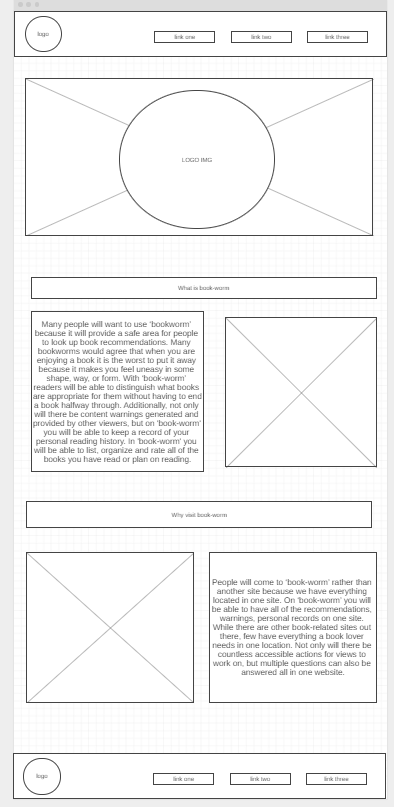 logo
link one
link two
link three
LOGO IMG
What is book-worm
Many people will want to use 'bookworm'
because it will provide a safe area for people
to look up book recommendations. Many
bookworms would agree that when you are
enjoying a book it is the worst to put it away
because it makes you feel uneasy in some
shape, way, or form. With 'book-worm'
readers will be able to distinguish what books
are appropriate for them without having to end
a book halfway through. Additionally, not only
will there be content warnings generated and
provided by other viewers, but on 'book-worm'
you will be able to keep a record of your
personal reading history. In 'book-worm' you
will be able to list, organize and rate all of the
books you have read or plan on reading.
Why visit book-worm
People will come to 'book-worm' rather than
another site because we have everything
located in one site. On 'book-worm' you will
be able to have all of the recommendations,
warnings, personal records on one site.
While there are other book-related sites out
there, few have everything a book lover
needs in one location. Not only will there be
countless accessible actions for views to
work on, but multiple questions can also be
answered all in one website.
logo
link one
link two
link three